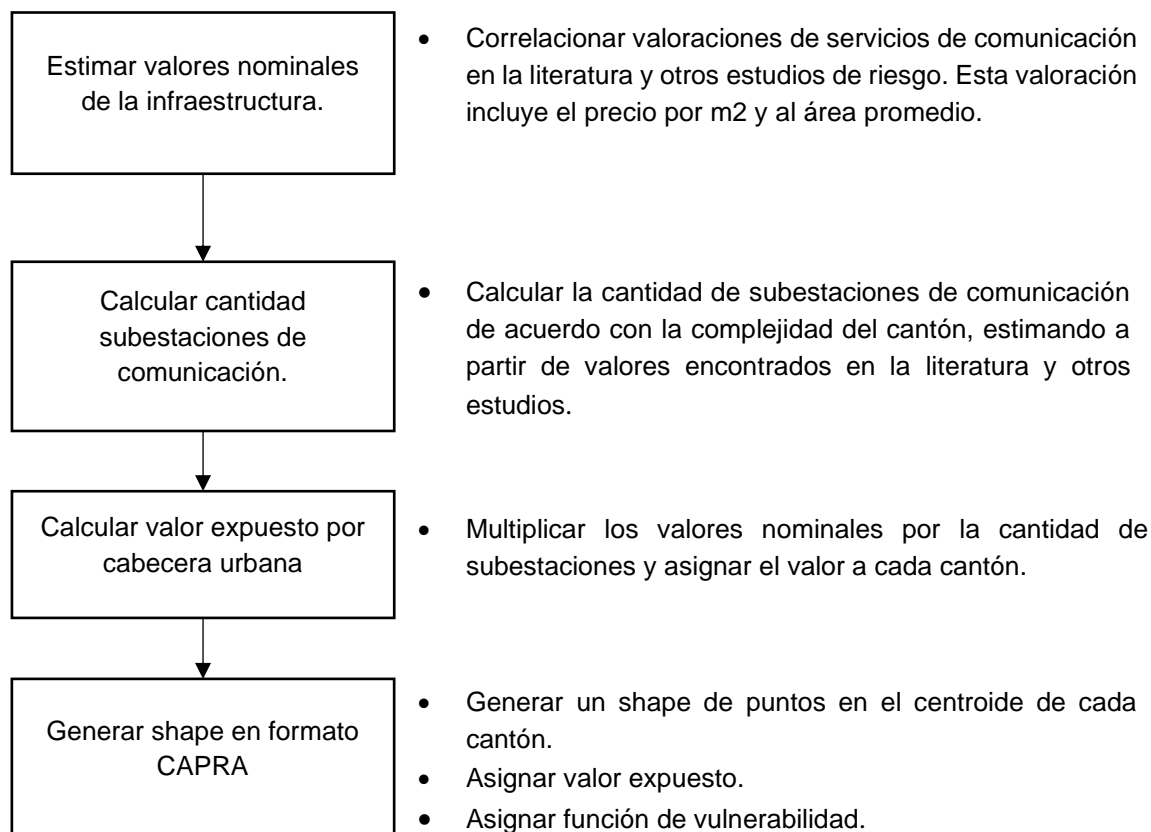 Estimar valores nominales
de la infraestructura.
• Correlacionar valoraciones de servicios de comunicación
en la literatura y otros estudios de riesgo. Esta valoración
incluye el precio por m2 y al área promedio.
Calcular cantidad
subestaciones de
comunicación.
• Calcular la cantidad de subestaciones de comunicación
de acuerdo con la complejidad del cantón, estimando a
partir de valores encontrados en la literatura y otros
estudios.
Calcular valor expuesto por
cabecera urbana
• Multiplicar los valores nominales por la cantidad de
subestaciones y asignar el valor a cada cantón.
Generar shape en formato
CAPRA
• Generar un shape de puntos en el centroide de cada
cantón.
• Asignar valor expuesto.
• Asignar función de vulnerabilidad.